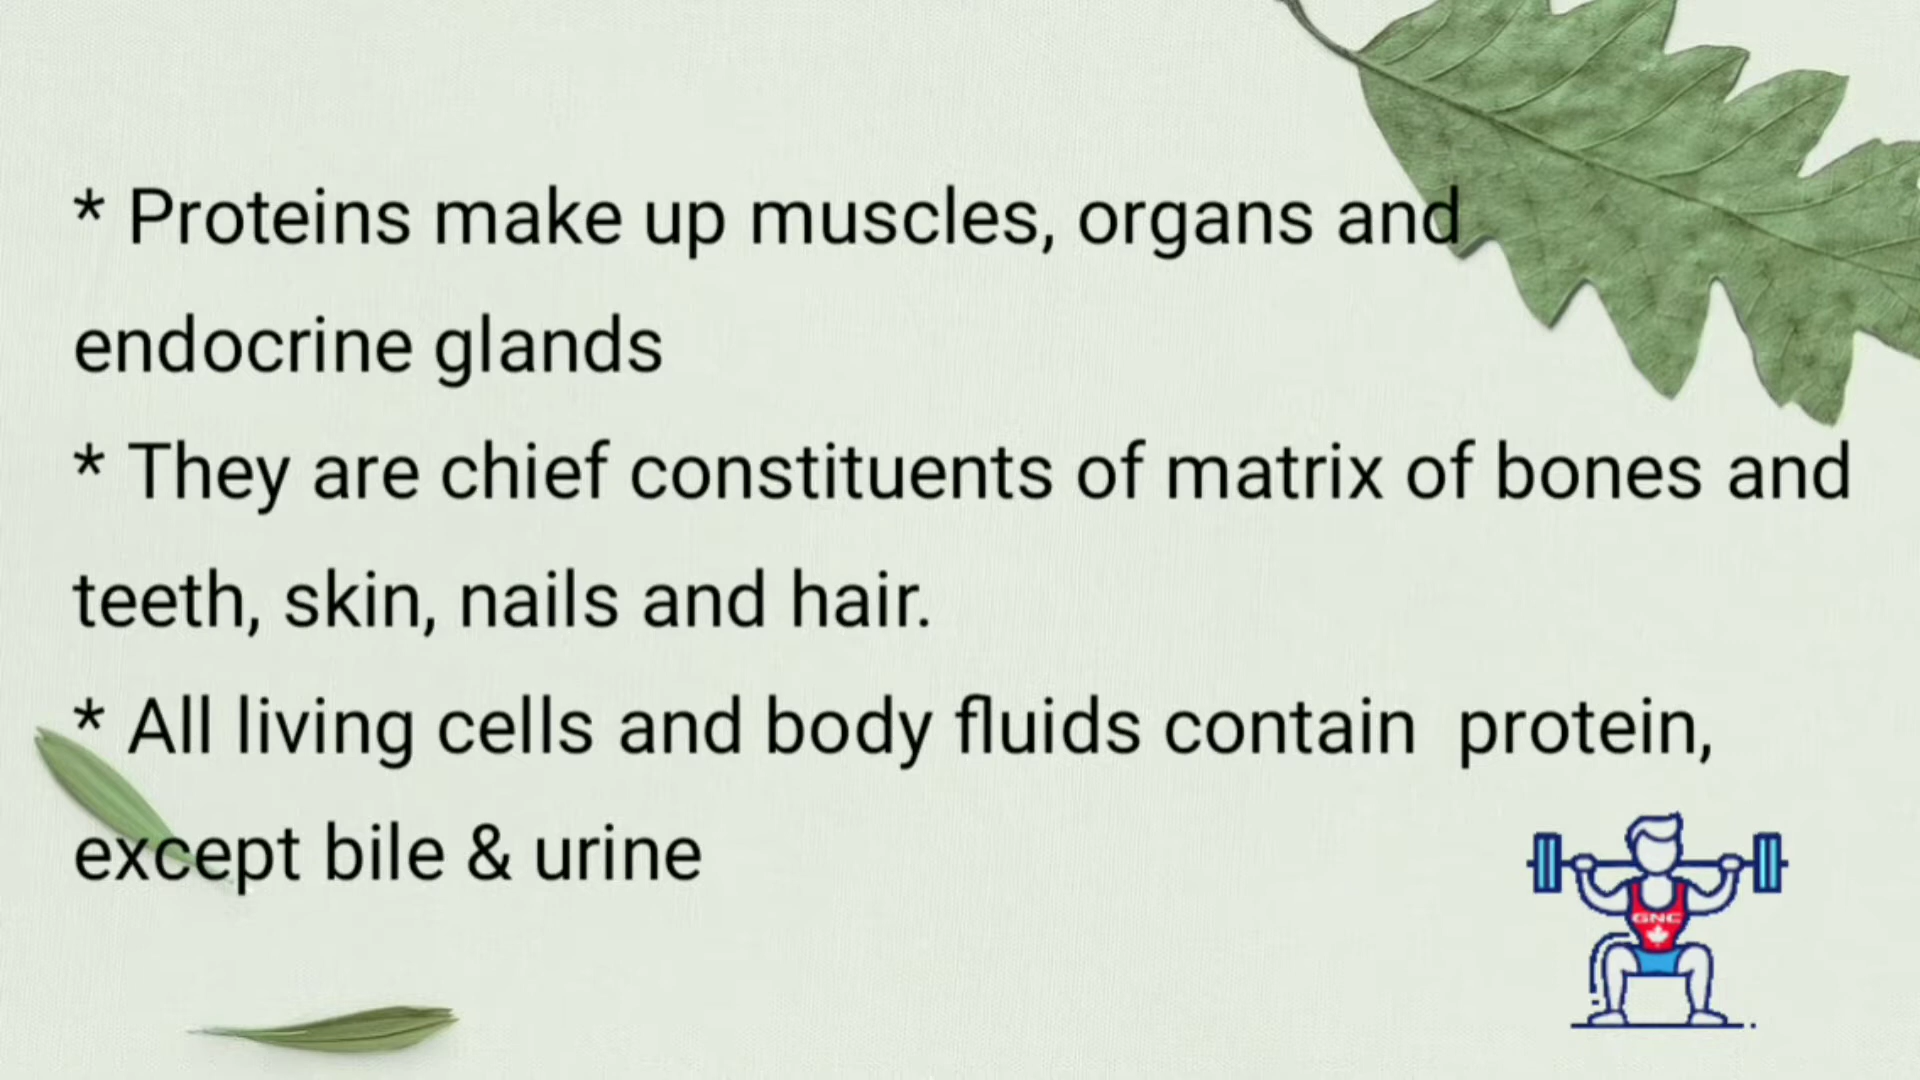 * Proteins make up muscles, organs and
endocrine glands
* They are chief constituents of matrix of bones and
teeth, skin, nails and hair.
* All living cells and body fluids contain  protein,
except bile & urine
GNC